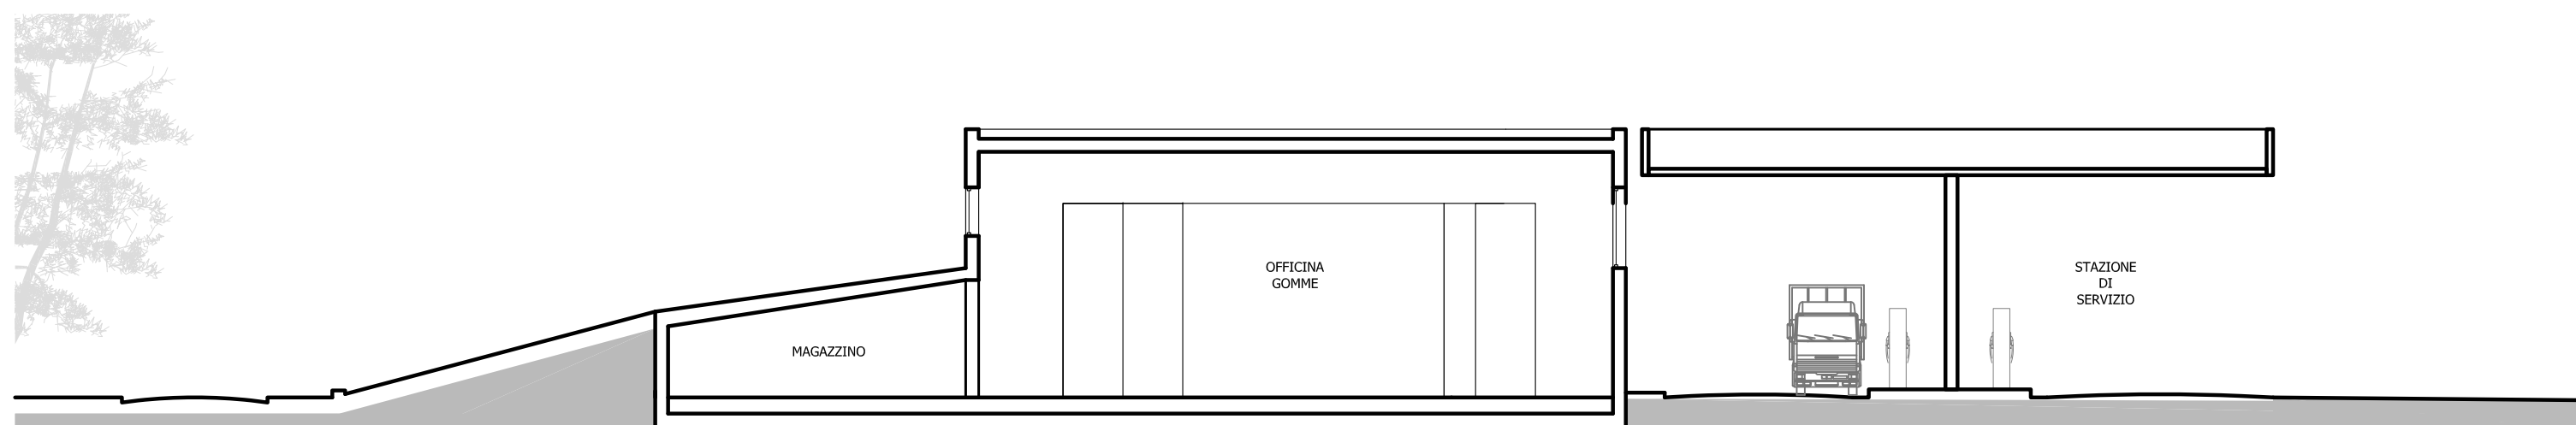 MAGAZZINO
OFFICINA
GOMME
STAZIONE
DI
SERVIZIO